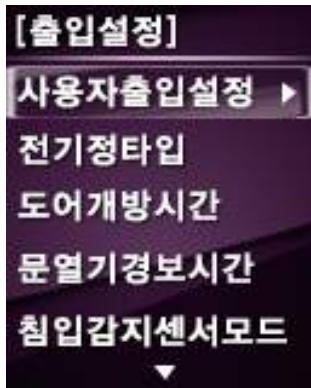 [출입설정]
사용자출입설정
전기정타입
도어개방시간
문열기경보시간
침입감지센서모드